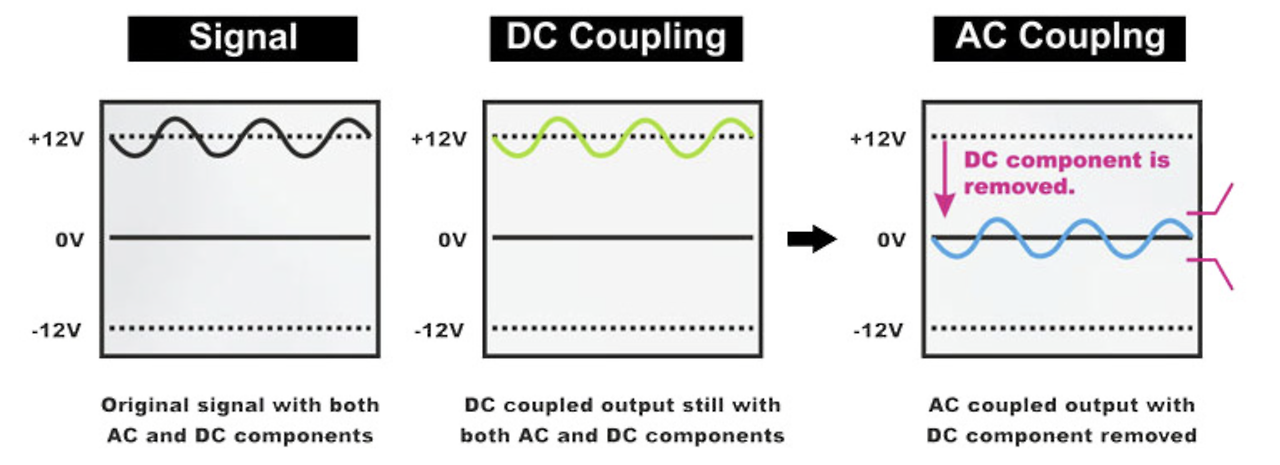 Signal
+12V
0V
-12V
Original signal with both
AC and DC components
DC Coupling
+12V
0V
-12V
DC coupled output still with
both AC and DC components
AC Couplng
+12V
DC component is
removed.
0V
-12V
AC coupled output with
DC component removed